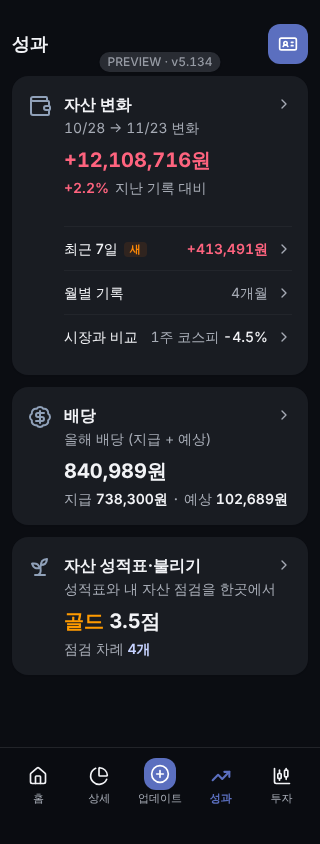 성과
PREVIEW · v5.134
자산 변화
10/28 → 11/23 변화
+12,108,716원
+2.2% 지난 기록 대비
최근 7일 새 +413,491원
월별 기록 4개월
시장과 비교 1주 코스피 -4.5%
배당
올해 배당 (지급 + 예상)
840,989원
지급 738,300원 · 예상 102,689원
자산 성적표·불리기
성적표와 내 자산 점검을 한곳에서
골드 3.5점
점검 차례 4개
홈 상세 업데이트 성과 투자